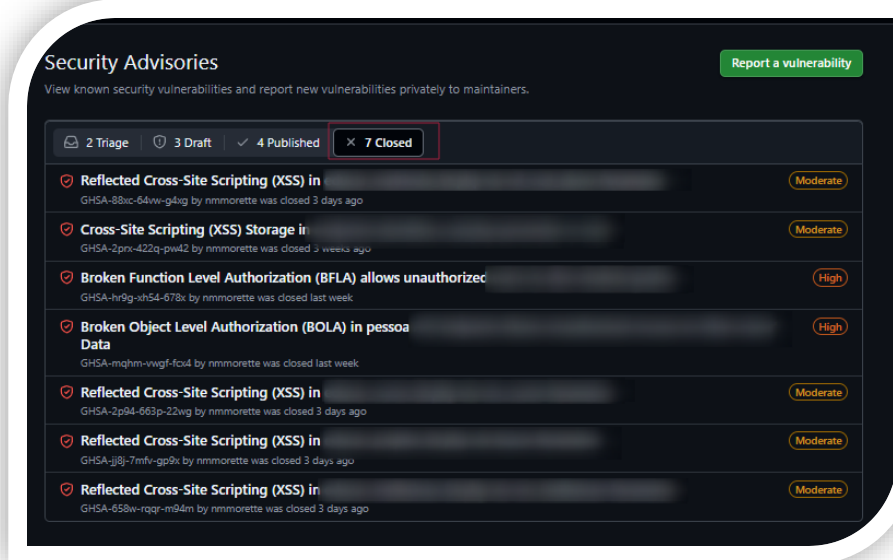 Security Advisories
Report a vulnerability
View known security vulnerabilities and report new vulnerabilities privately to maintainers.
2 Triage 3 Draft 4 Published 7 Closed
Reflected Cross-Site Scripting (XSS) in
Moderate
GHSA-88xc-64vw-g4xg by nmmorette was closed 3 days ago
Cross-Site Scripting (XSS) Storage in
Moderate
GHSA-2prx-422q-pw42 by nmmorette was closed 3 weeks ago
Broken Function Level Authorization (BFLA) allows unauthorized
High
GHSA-hr9g-xh54-678x by nmmorette was closed last week
Broken Object Level Authorization (BOLA) in pessoa
High
Data
GHSA-mqhm-vwgf-fcx4 by nmmorette was closed last week
Reflected Cross-Site Scripting (XSS) in
Moderate
GHSA-2p94-663p-22wg by nmmorette was closed 3 days ago
Reflected Cross-Site Scripting (XSS) in
Moderate
GHSA-jj8j-7mfv-gp9x by nmmorette was closed 3 days ago
Reflected Cross-Site Scripting (XSS) in
Moderate
GHSA-658w-rqqr-m94m by nmmorette was closed 3 days ago